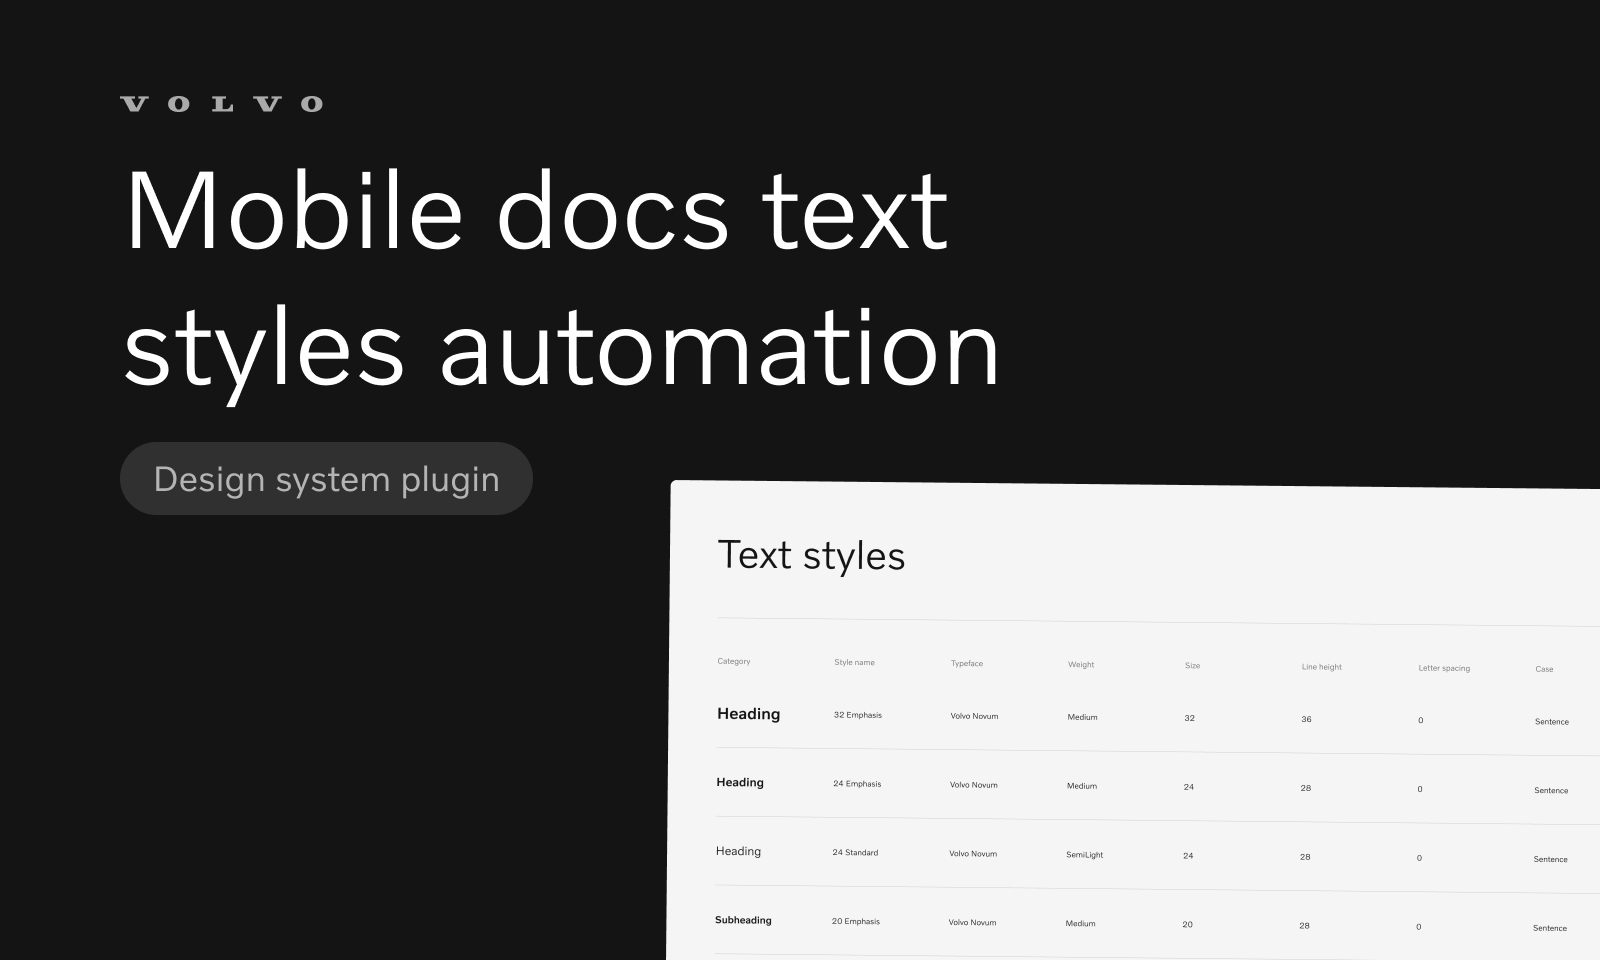 VOLVO
Mobile docs text
styles automation
Design system plugin
Text styles
Category Style name Typeface Weight Size Line height Letter spacing Case
Heading 32 Emphasis Volvo Novum Medium 32 36 0 Sentence
Heading 24 Emphasis Volvo Novum Medium 24 28 0 Sentence
Heading 24 Standard Volvo Novum SemiLight 24 28 0 Sentence
Subheading 20 Emphasis Volvo Novum Medium 20 28 0 Sentence